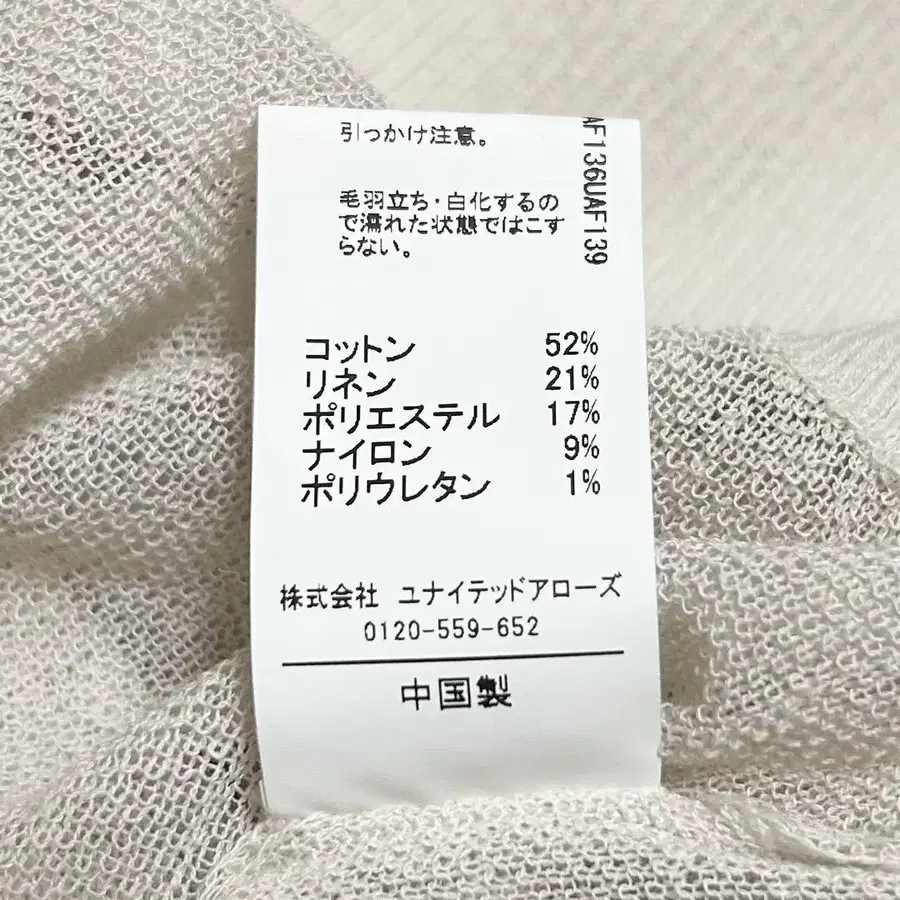 引っかけ注意。
毛羽立ち・白化するの
で濡れた状態ではこす
らない。
AF136UAF139
コットン 52%
リネン 21%
ポリエステル 17%
ナイロン 9%
ポリウレタン 1%
株式会社 ユナイテッドアローズ
0120-559-652
中国製